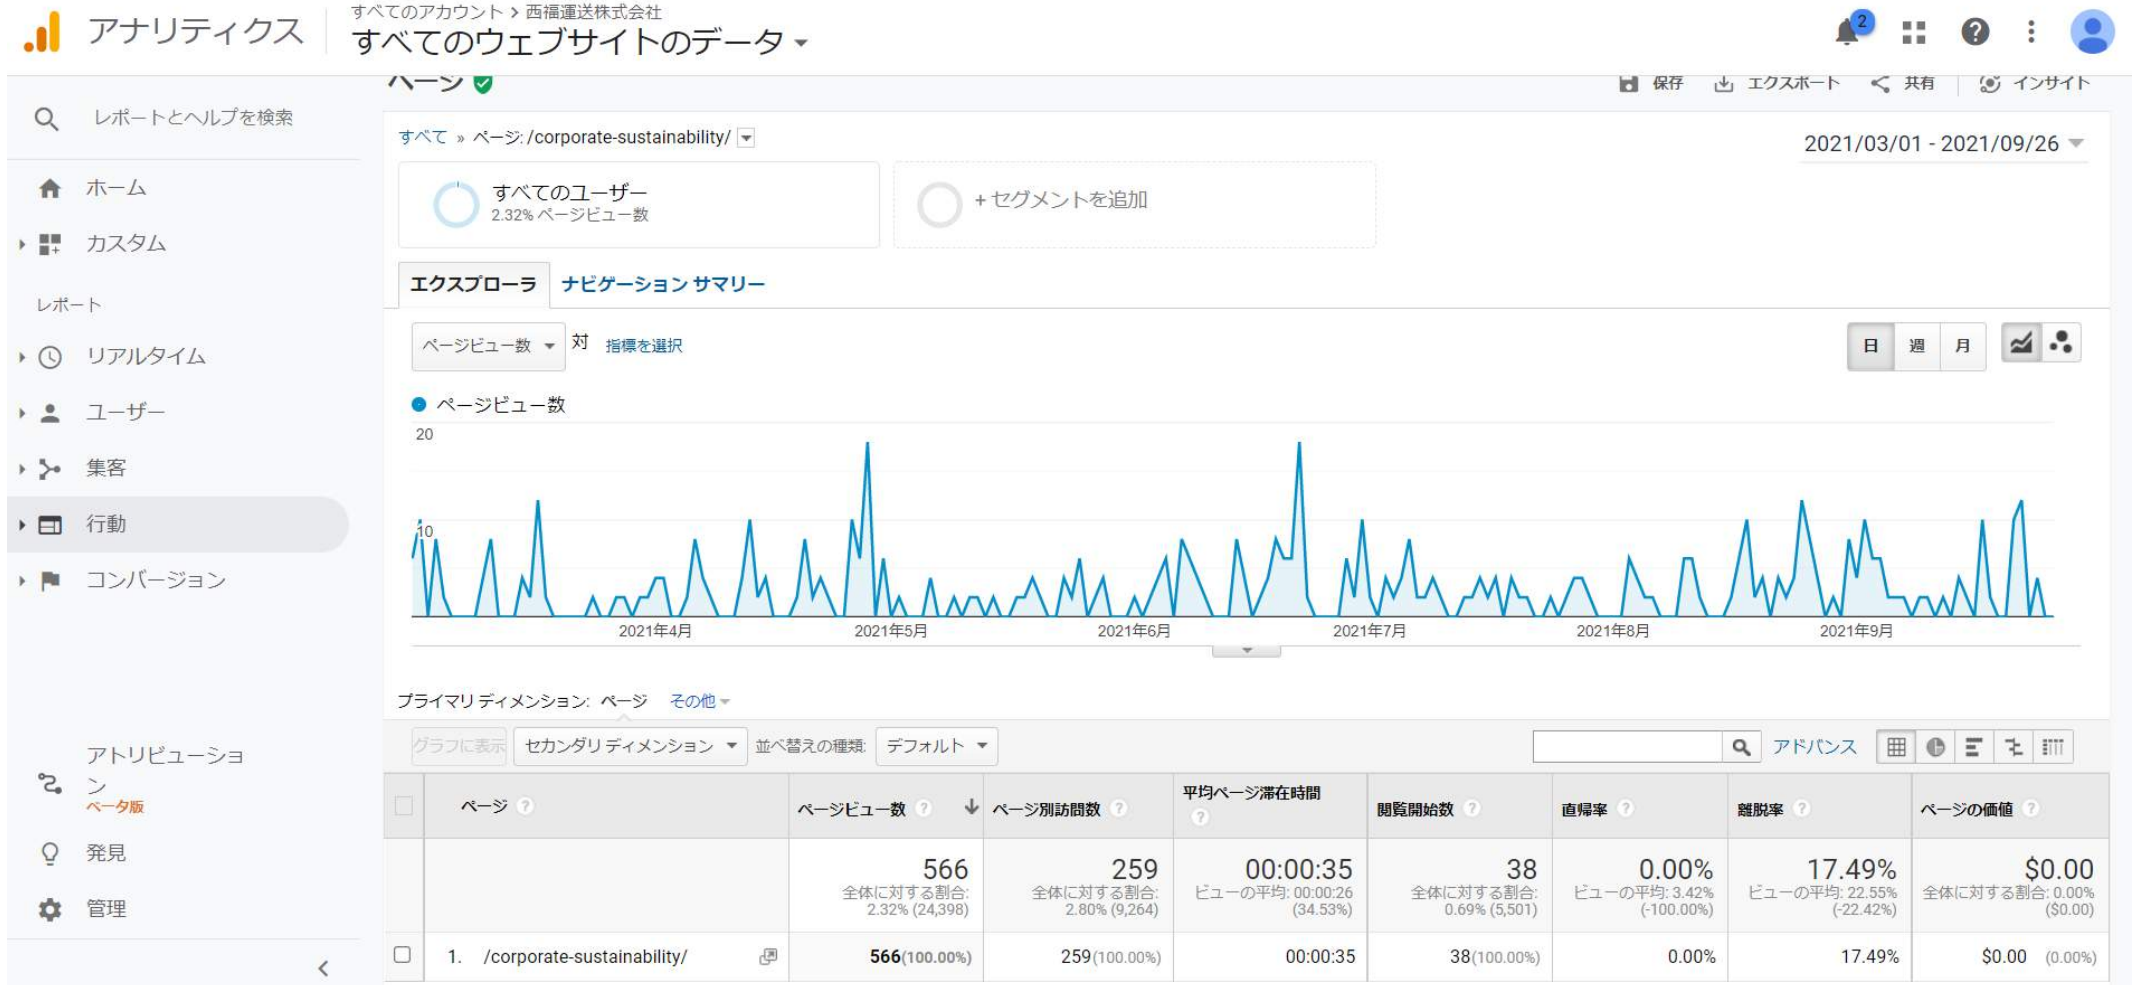 アナリティクス
すべてのアカウント > 西福運送株式会社
すべてのウェブサイトのデータ
2
ページ
保存
エクスポート
共有
インサイト
レポートとヘルプを検索
ホーム
カスタム
レポート
リアルタイム
ユーザー
集客
行動
コンバージョン
アトリビューショ
ン
ベータ版
発見
管理
すべて » ページ: /corporate-sustainability/
2021/03/01 - 2021/09/26
すべてのユーザー
2.32% ページビュー数
+ セグメントを追加
エクスプローラ
ナビゲーション サマリー
ページビュー数
対
指標を選択
日
週
月
ページビュー数
20
10
2021年4月
2021年5月
2021年6月
2021年7月
2021年8月
2021年9月
プライマリ ディメンション: ページ その他
グラフに表示
セカンダリ ディメンション
並べ替えの種類:
デフォルト
アドバンス
ページ ?
ページビュー数 ?
ページ別訪問数 ?
平均ページ滞在時間
?
閲覧開始数 ?
直帰率 ?
離脱率 ?
ページの価値 ?
566
全体に対する割合:
2.32% (24,398)
259
全体に対する割合:
2.80% (9,264)
00:00:35
ビューの平均: 00:00:26
(34.53%)
38
全体に対する割合:
0.69% (5,501)
0.00%
ビューの平均: 3.42%
(-100.00%)
17.49%
ビューの平均: 22.55%
(-22.42%)
$0.00
全体に対する割合: 0.00%
($0.00)
1. /corporate-sustainability/
566(100.00%)
259(100.00%)
00:00:35
38(100.00%)
0.00%
17.49%
$0.00 (0.00%)